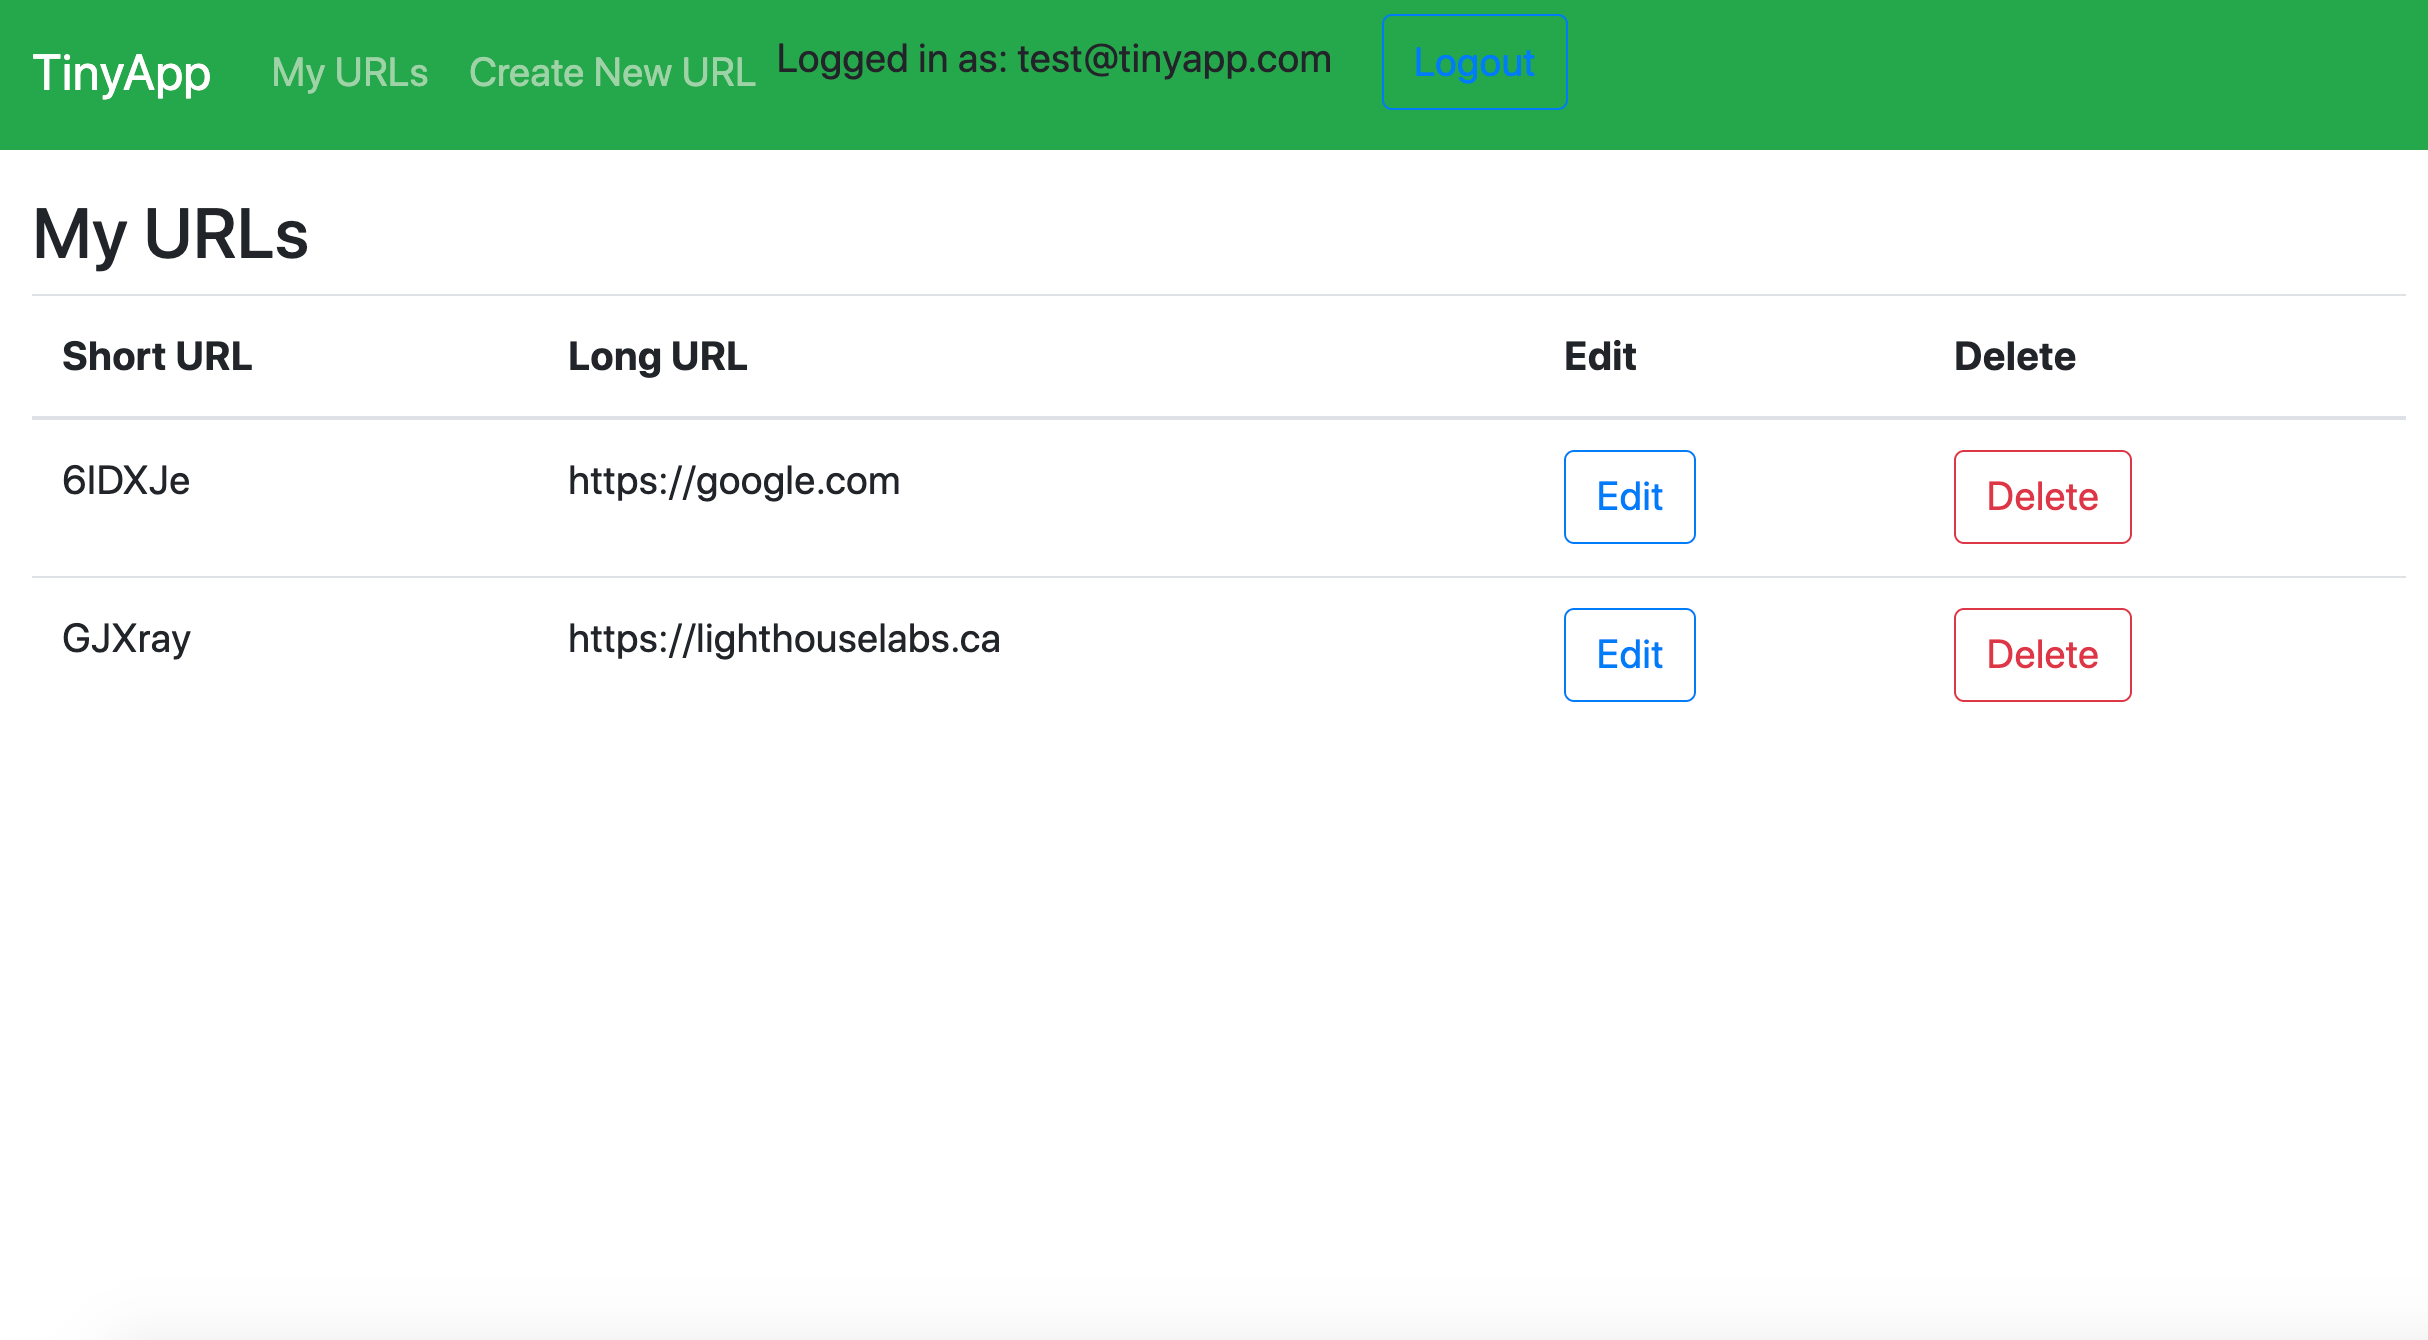 TinyApp My URLs Create New URL Logged in as: test@tinyapp.com Logout
My URLs
Short URL Long URL Edit Delete
6IDXJe https://google.com Edit Delete
GJXray https://lighthouselabs.ca Edit Delete